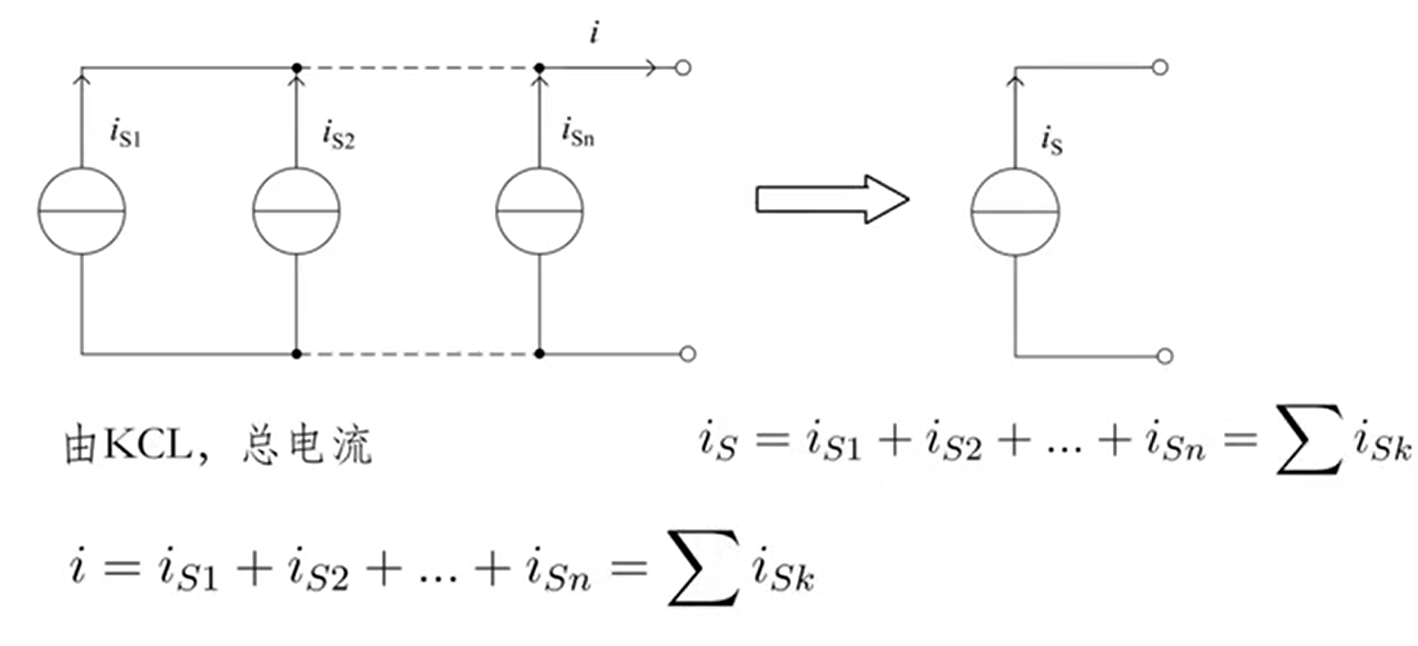 i
iS1
iS2
iSn
iS
由KCL，总电流
iS = iS1 + iS2 + ... + iSn = ∑ iSk
i = iS1 + iS2 + ... + iSn = ∑ iSk